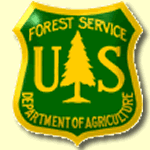 FOREST SERVICE
U S
DEPARTMENT OF AGRICULTURE